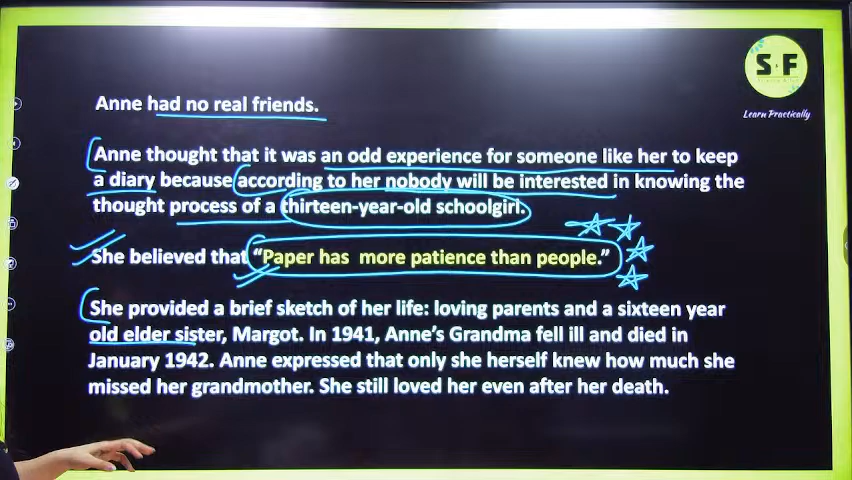 S F
Learn Practically
Anne had no real friends.
Anne thought that it was an odd experience for someone like her to keep
a diary because according to her nobody will be interested in knowing the
thought process of a thirteen-year-old schoolgirl.
She believed that “Paper has more patience than people.”
She provided a brief sketch of her life: loving parents and a sixteen year
old elder sister, Margot. In 1941, Anne’s Grandma fell ill and died in
January 1942. Anne expressed that only she herself knew how much she
missed her grandmother. She still loved her even after her death.